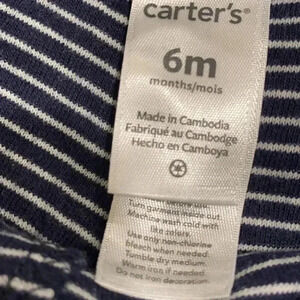 carter's®
6m
months/mois
Made in Cambodia
Fabriqué au Cambodge
Hecho en Camboya
Turn garment inside out.
Machine wash cold with
like colors.
Use only non-chlorine
bleach when needed.
Tumble dry medium.
Warm iron if needed.
Do not iron decoration.